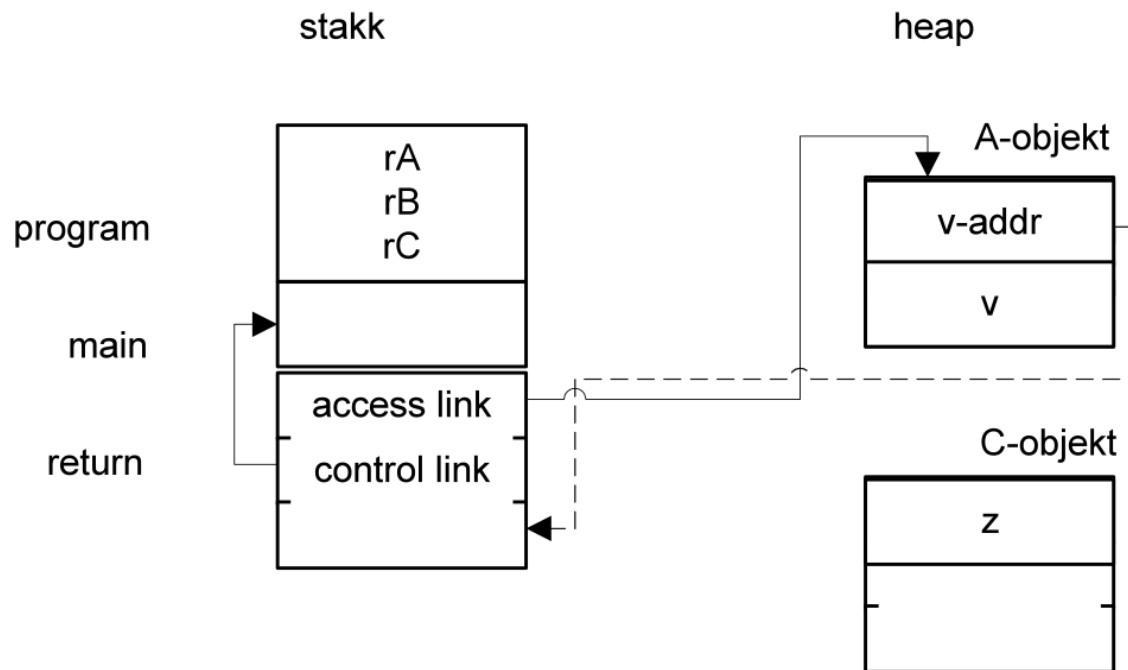 stakk
heap
A-objekt
rA
rB
rC
program
v-addr
v
main
access link
control link
return
C-objekt
z